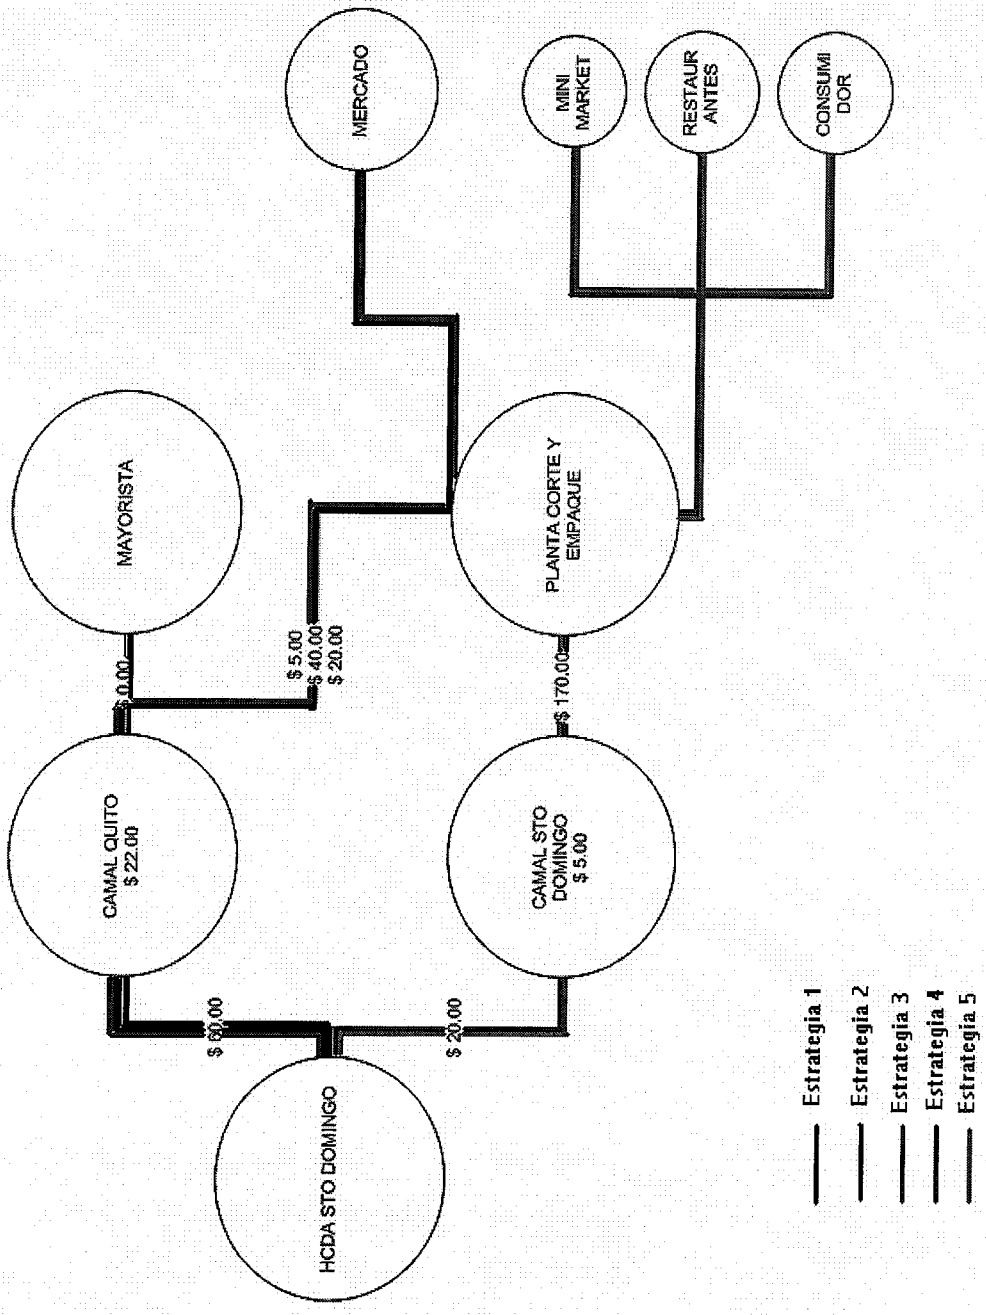 CAMAL QUITO
$ 22.00
MAYORISTA
$ 0.00
$ 60.00
$ 5.00
$ 40.00
$ 20.00
HCDA STO DOMINGO
MERCADO
$ 20.00
CAMAL STO
DOMINGO
$ 5.00
$ 170.00
PLANTA CORTE Y
EMPAQUE
MINI
MARKET
RESTAUR
ANTES
CONSUMI
DOR
Estrategia 1
Estrategia 2
Estrategia 3
Estrategia 4
Estrategia 5